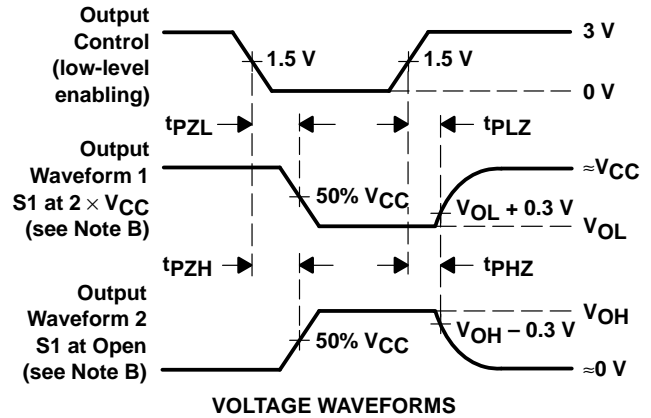 Output
Control
(low-level
enabling)
1.5 V
1.5 V
3 V
0 V
tPZL
tPLZ
Output
Waveform 1
S1 at 2 × VCC
(see Note B)
50% VCC
VOL + 0.3 V
≈VCC
VOL
tPZH
tPHZ
Output
Waveform 2
S1 at Open
(see Note B)
50% VCC
VOH − 0.3 V
VOH
≈0 V
VOLTAGE WAVEFORMS